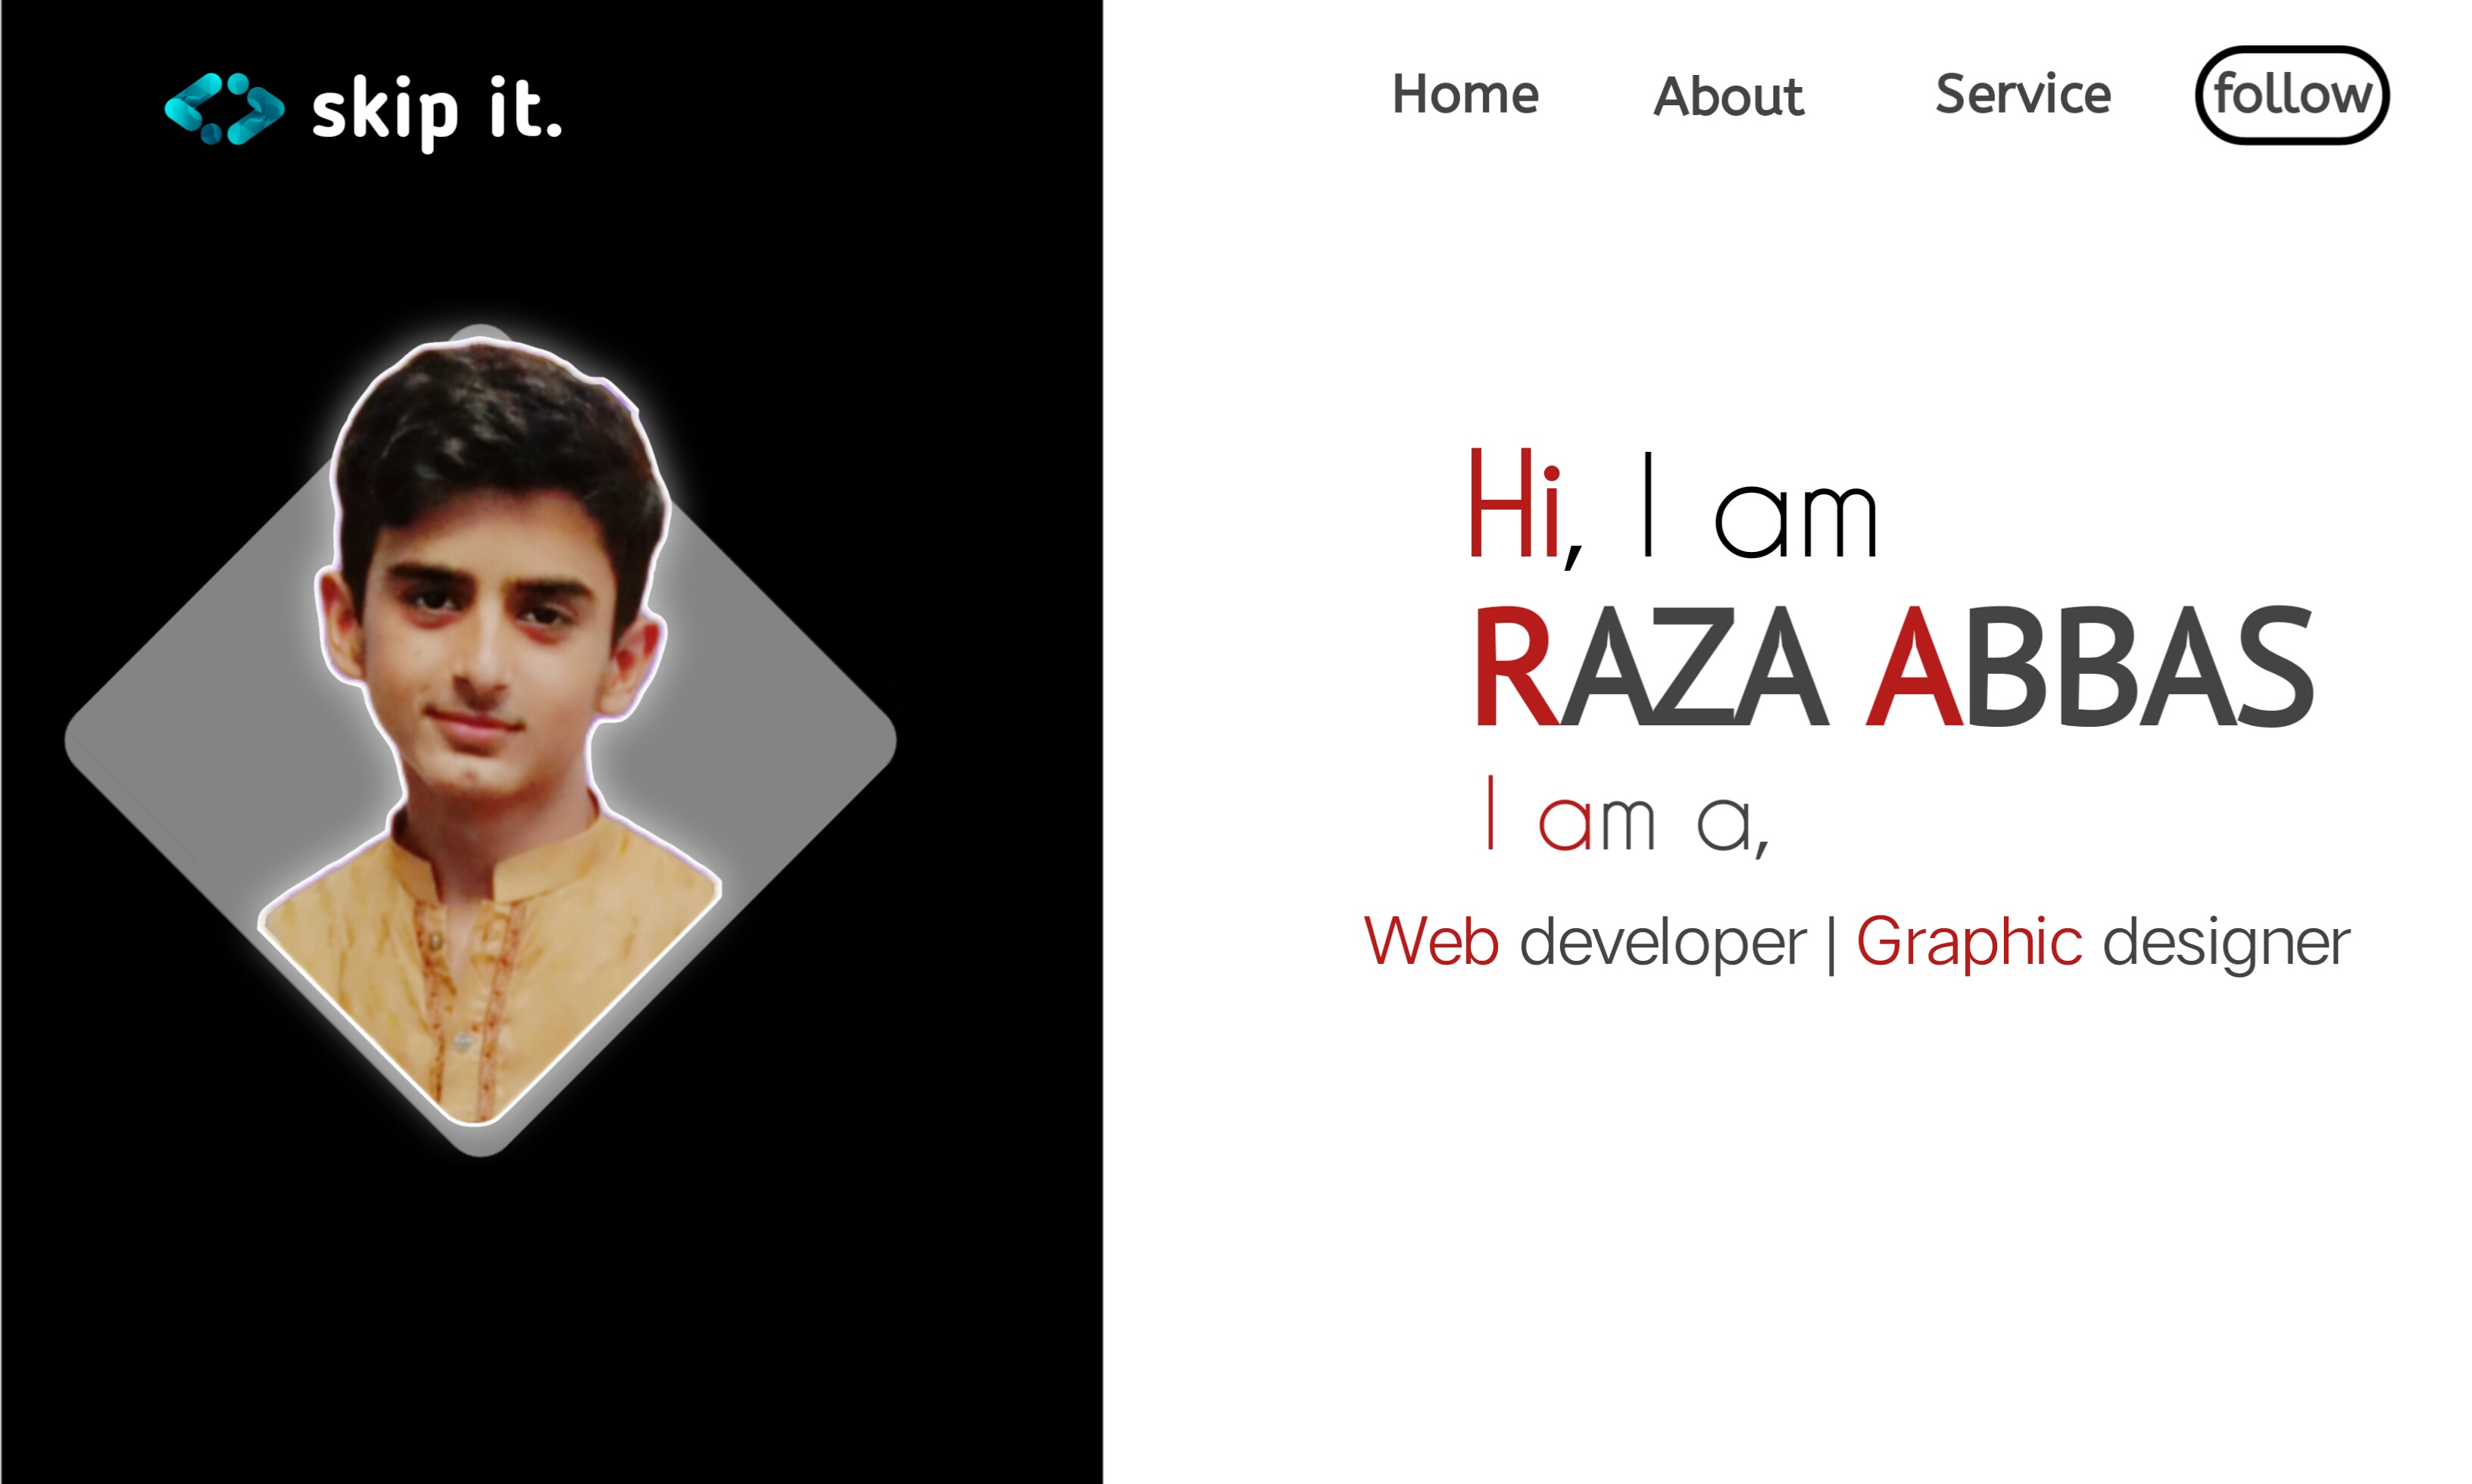 skip it.
Home About Service follow
Hi, I am
RAZA ABBAS
I am a,
Web developer | Graphic designer